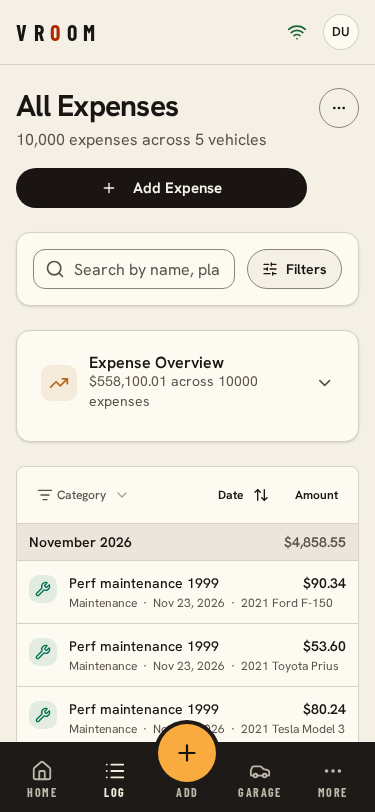 VROOM
DU
All Expenses
10,000 expenses across 5 vehicles
Add Expense
Search by name, pla
Filters
Expense Overview
$558,100.01 across 10000
expenses
Category Date Amount
November 2026 $4,858.55
Perf maintenance 1999 $90.34
Maintenance · Nov 23, 2026 · 2021 Ford F-150
Perf maintenance 1999 $53.60
Maintenance · Nov 23, 2026 · 2021 Toyota Prius
Perf maintenance 1999 $80.24
Maintenance · 2026 · 2021 Tesla Model 3
HOME
LOG
ADD
GARAGE
MORE